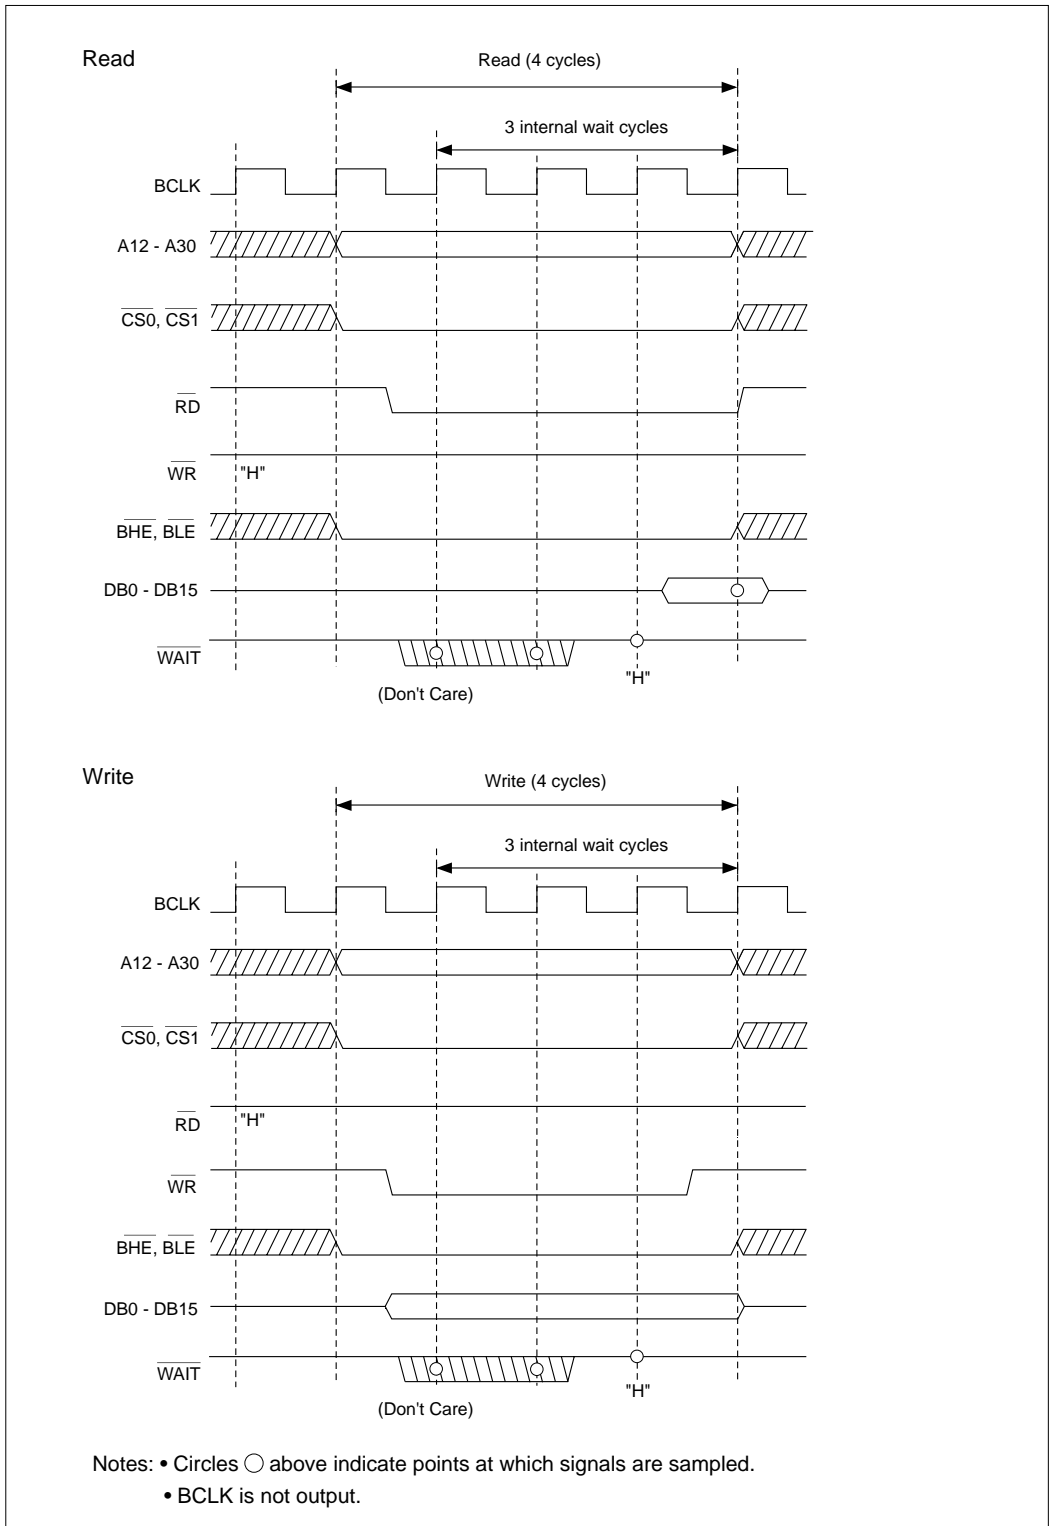 Read
Read (4 cycles)
3 internal wait cycles
BCLK
A12 - A30
CS0, CS1
RD
WR "H"
BHE, BLE
DB0 - DB15
WAIT
"H"
(Don't Care)
Write
Write (4 cycles)
3 internal wait cycles
BCLK
A12 - A30
CS0, CS1
RD "H"
WR
BHE, BLE
DB0 - DB15
WAIT
"H"
(Don't Care)
Notes: • Circles ○ above indicate points at which signals are sampled.
• BCLK is not output.